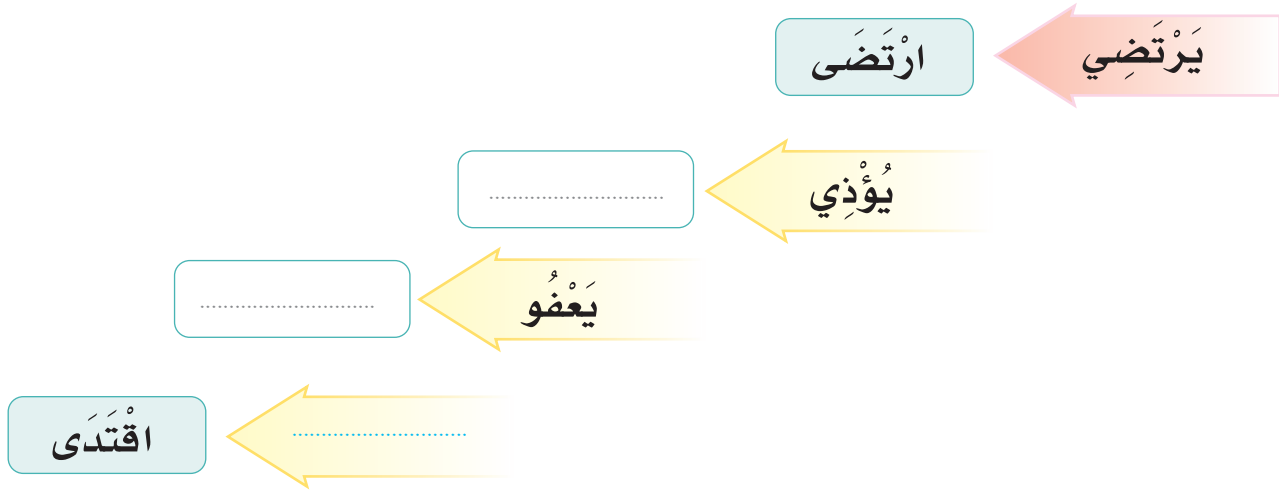 يَرْتَضِي ارْتَضَى
يُؤْذِي ...............................
يَعْفُو ...............................
............................... اقْتَدَى